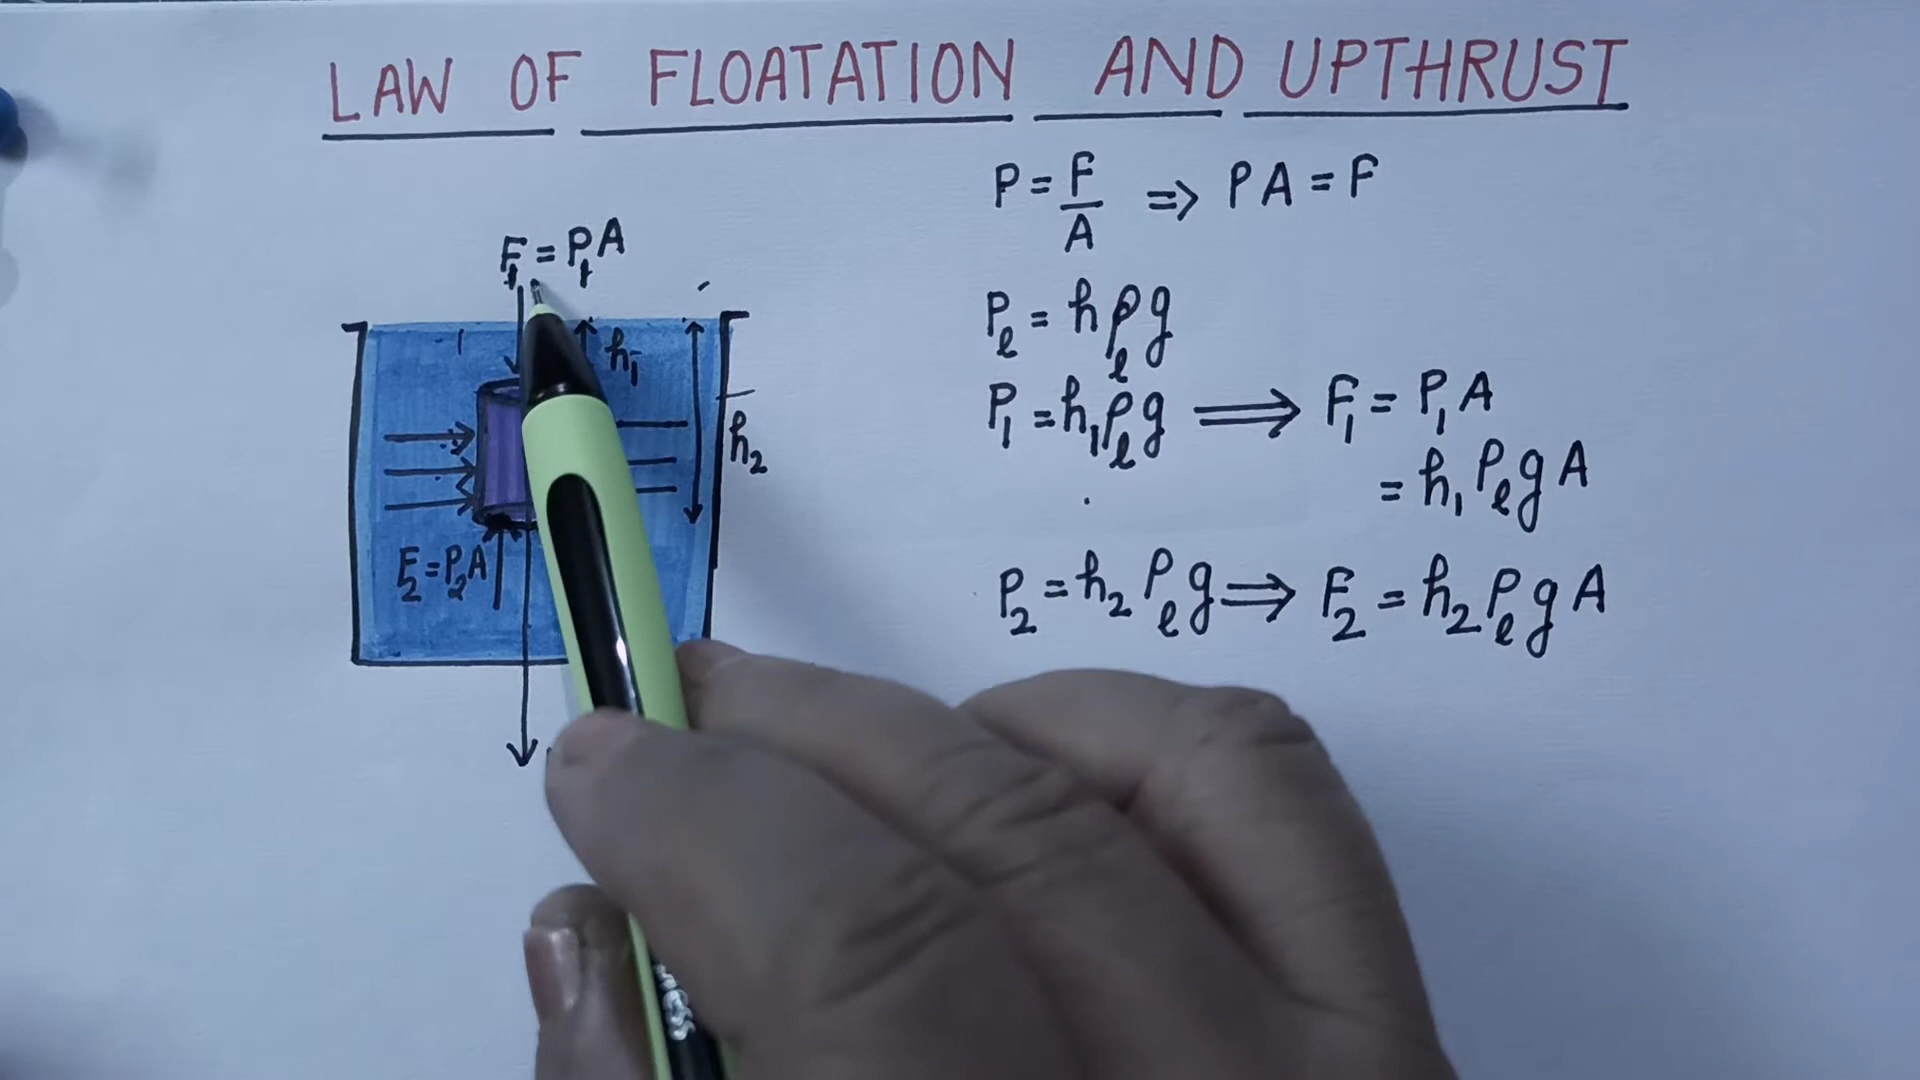 LAW OF FLOATATION AND UPTHRUST
P = F/A ⇒ PA = F
F₁ = P₁A
Pₗ = hρₗg
h₁
P₁ = h₁ρₗg ⟹ F₁ = P₁A
h₂
= h₁ρₗgA
F₂ = P₂A
P₂ = h₂ρₗg ⟹ F₂ = h₂ρₗgA